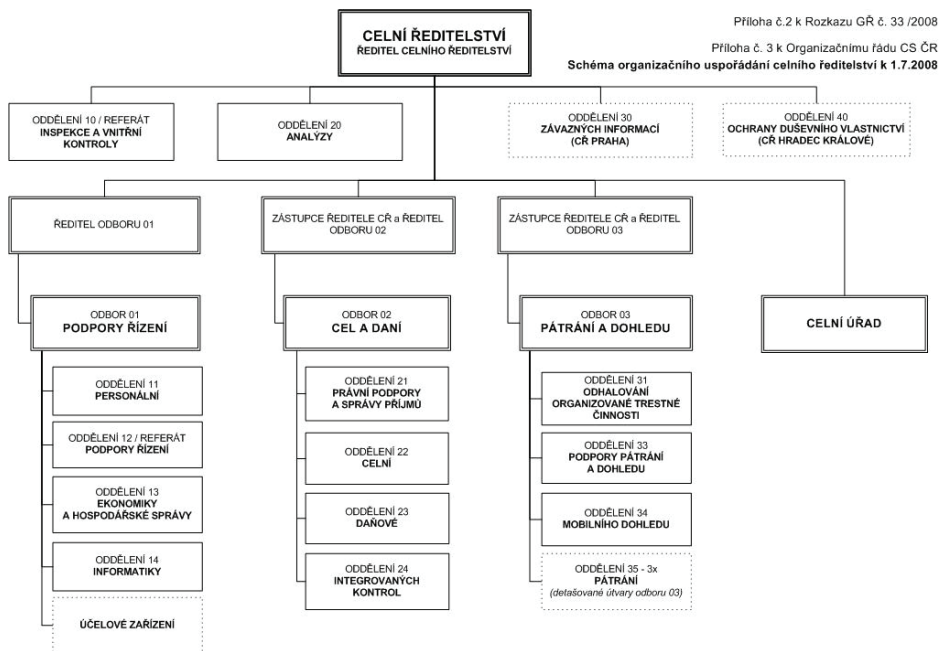 Příloha č.2 k Rozkazu GŘ č. 33 /2008
Příloha č. 3 k Organizačnímu řádu CS ČR
Schéma organizačního uspořádání celního ředitelství k 1.7.2008
CELNÍ ŘEDITELSTVÍ
ŘEDITEL CELNÍHO ŘEDITELSTVÍ
ODDĚLENÍ 10 / REFERÁT
INSPEKCE A VNITŘNÍ
KONTROLY
ODDĚLENÍ 20
ANALÝZY
ODDĚLENÍ 30
ZÁVAZNÝCH INFORMACÍ
(CŘ PRAHA)
ODDĚLENÍ 40
OCHRANY DUŠEVNÍHO VLASTNICTVÍ
(CŘ HRADEC KRÁLOVÉ)
ŘEDITEL ODBORU 01
ZÁSTUPCE ŘEDITELE CŘ a ŘEDITEL
ODBORU 02
ZÁSTUPCE ŘEDITELE CŘ a ŘEDITEL
ODBORU 03
ODBOR 01
PODPORY ŘÍZENÍ
ODBOR 02
CEL A DANÍ
ODBOR 03
PÁTRÁNÍ A DOHLEDU
CELNÍ ÚŘAD
ODDĚLENÍ 11
PERSONÁLNÍ
ODDĚLENÍ 12 / REFERÁT
PODPORY ŘÍZENÍ
ODDĚLENÍ 13
EKONOMIKY
A HOSPODÁŘSKÉ SPRÁVY
ODDĚLENÍ 14
INFORMATIKY
ÚČELOVÉ ZAŘÍZENÍ
ODDĚLENÍ 21
PRÁVNÍ PODPORY
A SPRÁVY PŘÍJMŮ
ODDĚLENÍ 22
CELNÍ
ODDĚLENÍ 23
DAŇOVÉ
ODDĚLENÍ 24
INTEGROVANÝCH
KONTROL
ODDĚLENÍ 31
ODHALOVÁNÍ
ORGANIZOVANÉ TRESTNÉ
ČINNOSTI
ODDĚLENÍ 33
PODPORY PÁTRÁNÍ
A DOHLEDU
ODDĚLENÍ 34
MOBILNÍHO DOHLEDU
ODDĚLENÍ 35 - 3x
PÁTRÁNÍ
(detašované útvary odboru 03)